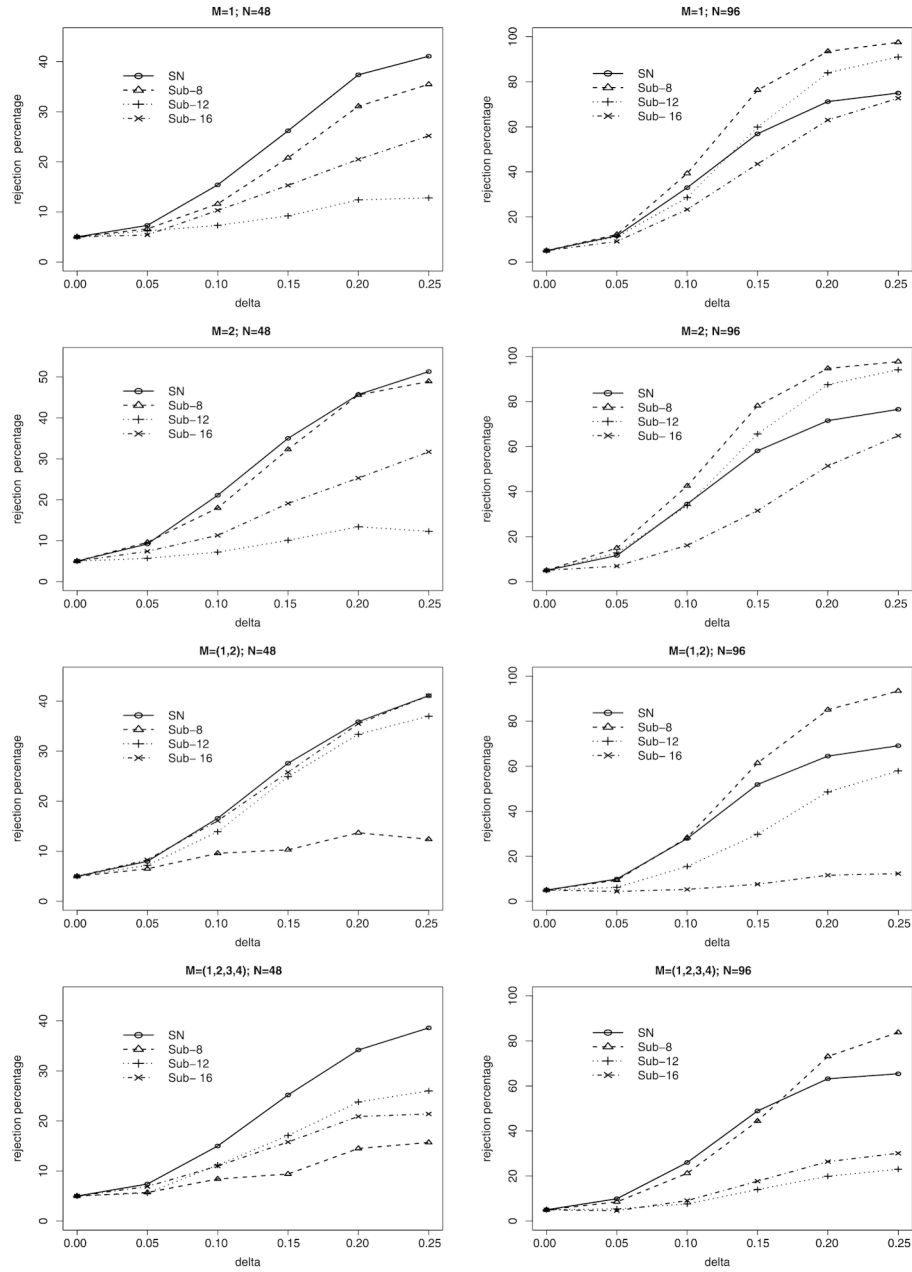 M=1; N=48
rejection percentage
40
30
20
10
0
SN
Sub-8
Sub-12
Sub- 16
0.00 0.05 0.10 0.15 0.20 0.25
delta
M=1; N=96
rejection percentage
100
80
60
40
20
0
SN
Sub-8
Sub-12
Sub- 16
0.00 0.05 0.10 0.15 0.20 0.25
delta
M=2; N=48
rejection percentage
50
40
30
20
10
0
SN
Sub-8
Sub-12
Sub- 16
0.00 0.05 0.10 0.15 0.20 0.25
delta
M=2; N=96
rejection percentage
100
80
60
40
20
0
SN
Sub-8
Sub-12
Sub- 16
0.00 0.05 0.10 0.15 0.20 0.25
delta
M=(1,2); N=48
rejection percentage
40
30
20
10
0
SN
Sub-8
Sub-12
Sub- 16
0.00 0.05 0.10 0.15 0.20 0.25
delta
M=(1,2); N=96
rejection percentage
100
80
60
40
20
0
SN
Sub-8
Sub-12
Sub- 16
0.00 0.05 0.10 0.15 0.20 0.25
delta
M=(1,2,3,4); N=48
rejection percentage
40
30
20
10
0
SN
Sub-8
Sub-12
Sub- 16
0.00 0.05 0.10 0.15 0.20 0.25
delta
M=(1,2,3,4); N=96
rejection percentage
100
80
60
40
20
0
SN
Sub-8
Sub-12
Sub-16
0.00 0.05 0.10 0.15 0.20 0.25
delta